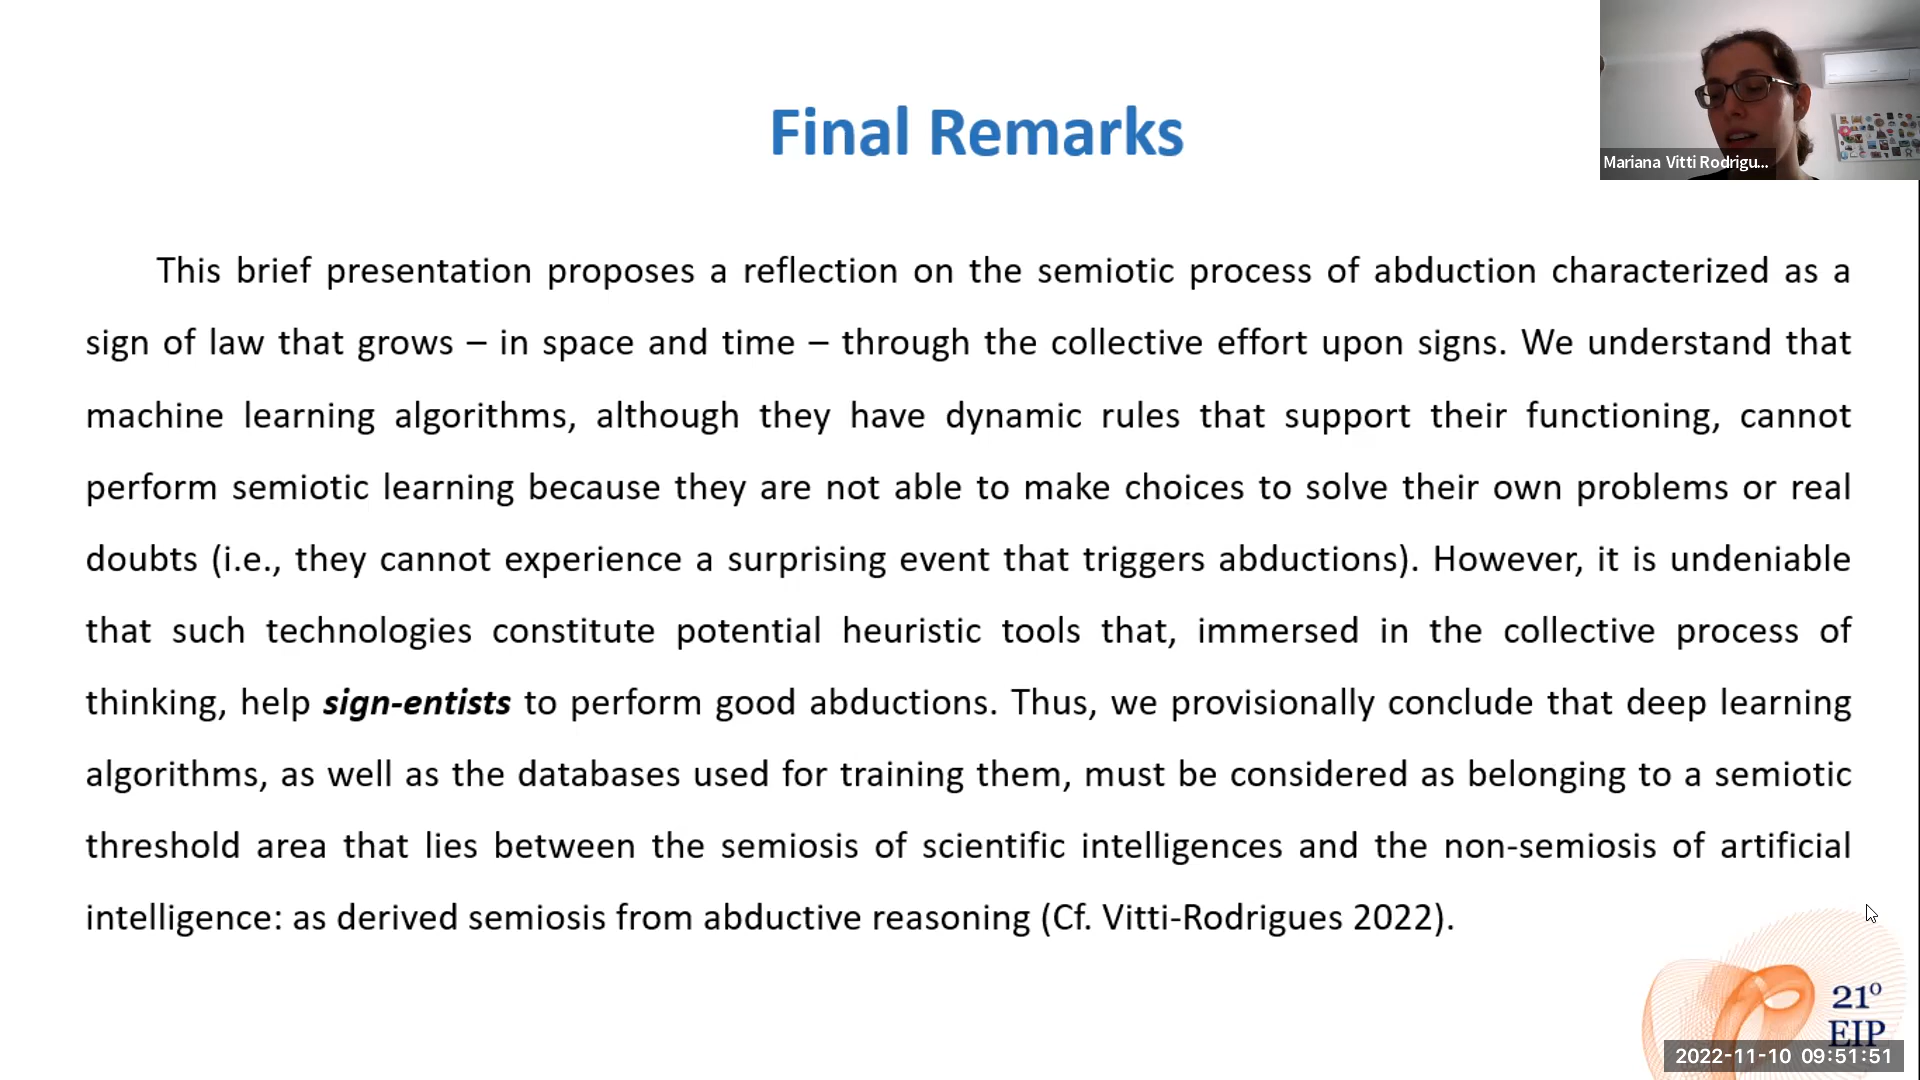 Final Remarks
Mariana Vitti Rodrigu...
This brief presentation proposes a reflection on the semiotic process of abduction characterized as a
sign of law that grows – in space and time – through the collective effort upon signs. We understand that
machine learning algorithms, although they have dynamic rules that support their functioning, cannot
perform semiotic learning because they are not able to make choices to solve their own problems or real
doubts (i.e., they cannot experience a surprising event that triggers abductions). However, it is undeniable
that such technologies constitute potential heuristic tools that, immersed in the collective process of
thinking, help sign-entists to perform good abductions. Thus, we provisionally conclude that deep learning
algorithms, as well as the databases used for training them, must be considered as belonging to a semiotic
threshold area that lies between the semiosis of scientific intelligences and the non-semiosis of artificial
intelligence: as derived semiosis from abductive reasoning (Cf. Vitti-Rodrigues 2022).
21º
EIP
2022-11-10 09:51:51